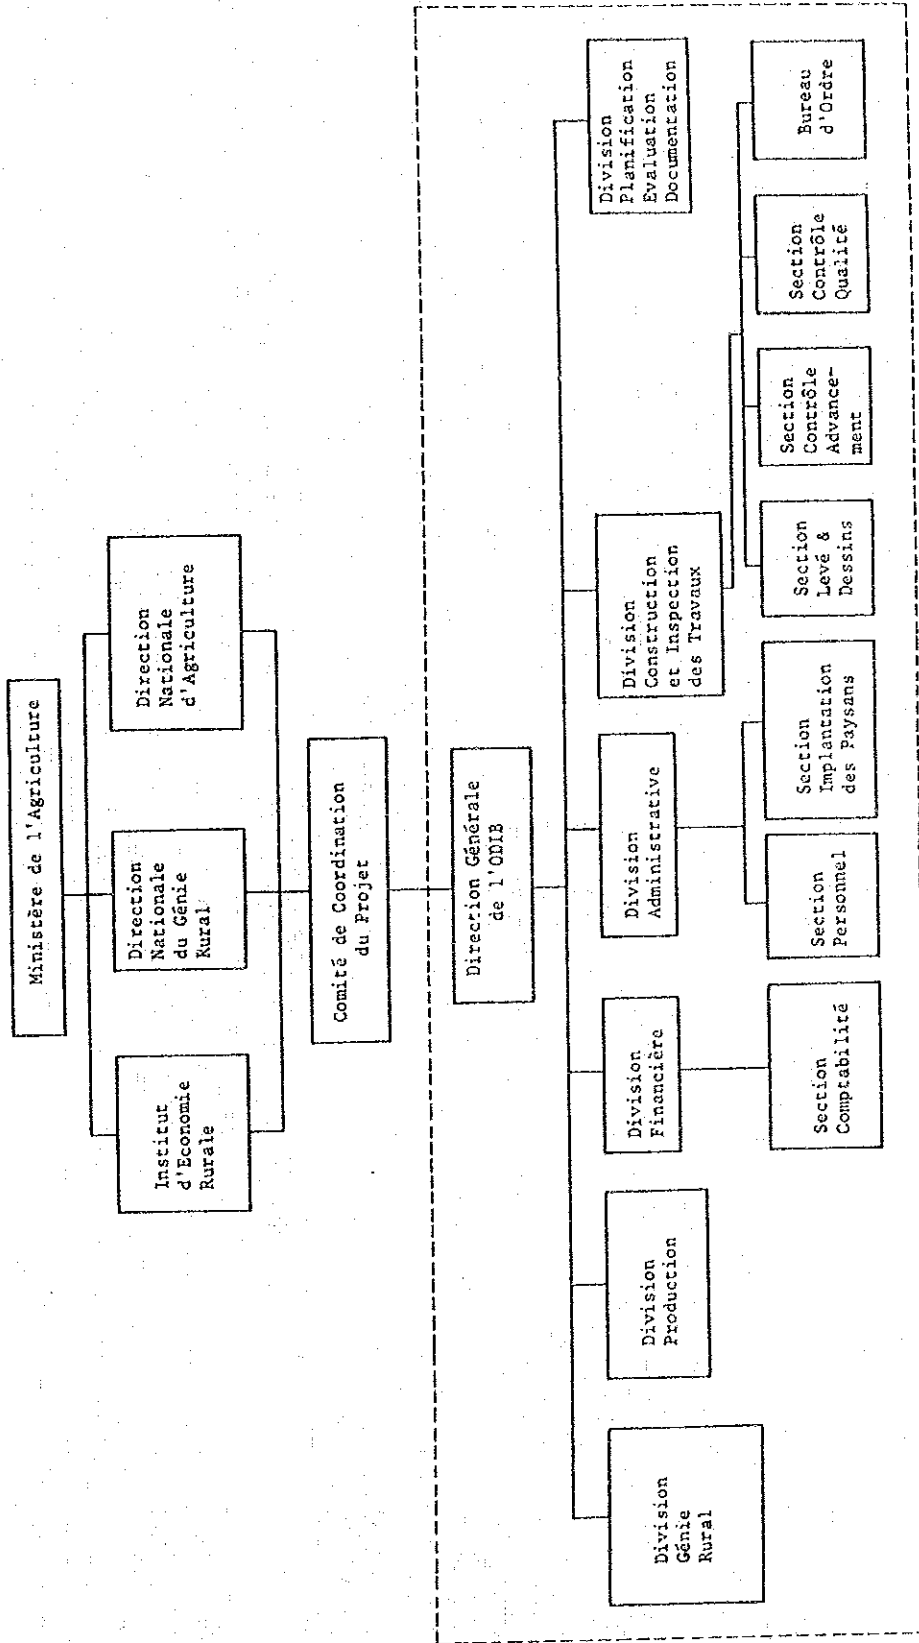 Ministère de l'Agriculture
Institut
d'Economie
Rurale
Direction
Nationale
du Génie
Rural
Direction
Nationale
d'Agriculture
Comité de Coordination
du Projet
Direction Générale
de l'ODIB
Division
Génie
Rural
Division
Production
Division
Financière
Division
Administrative
Division
Construction
et Inspection
des Travaux
Division
Planification
Evaluation
Documentation
Section
Comptabilité
Section
Personnel
Section
Implantation
des Paysans
Section
Levé &
Dessins
Section
Contrôle
Advance-
ment
Section
Contrôle
Qualité
Bureau
d'Ordre